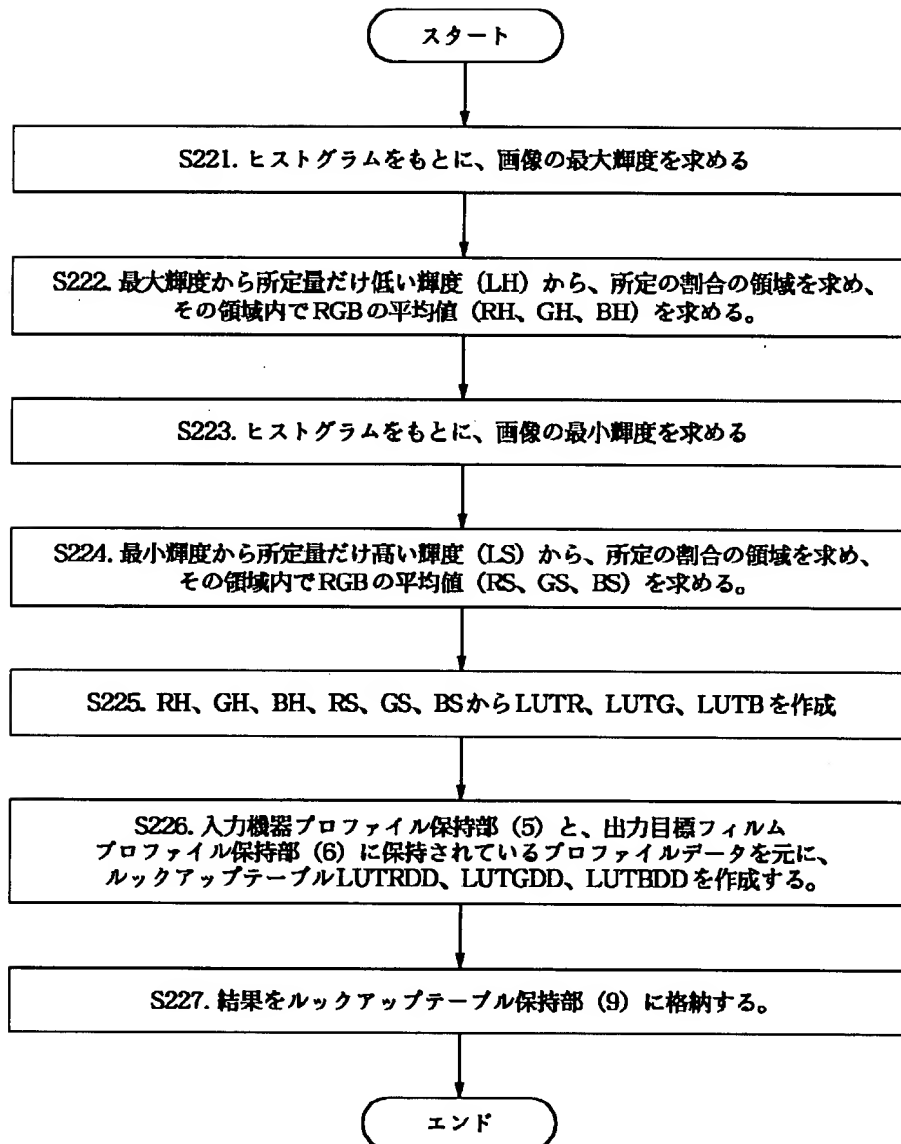 スタート
S221. ヒストグラムをもとに、画像の最大輝度を求める
S222. 最大輝度から所定量だけ低い輝度（LH）から、所定の割合の領域を求め、
その領域内でRGBの平均値（RH、GH、BH）を求める。
S223. ヒストグラムをもとに、画像の最小輝度を求める
S224. 最小輝度から所定量だけ高い輝度（LS）から、所定の割合の領域を求め、
その領域内でRGBの平均値（RS、GS、BS）を求める。
S225. RH、GH、BH、RS、GS、BSからLUTR、LUTG、LUTBを作成
S226. 入力機器プロファイル保持部（5）と、出力目標フィルム
プロファイル保持部（6）に保持されているプロファイルデータを元に、
ルックアップテーブルLUTRDD、LUTGDD、LUTBDDを作成する。
S227. 結果をルックアップテーブル保持部（9）に格納する。
エンド